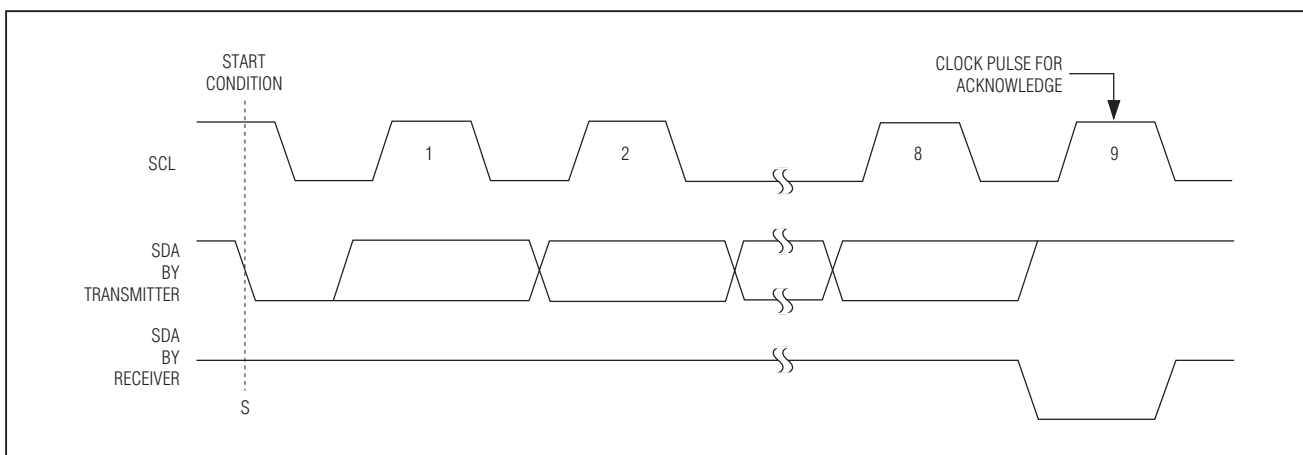 START
CONDITION
CLOCK PULSE FOR
ACKNOWLEDGE
SCL
1
2
8
9
SDA
BY
TRANSMITTER
SDA
BY
RECEIVER
S